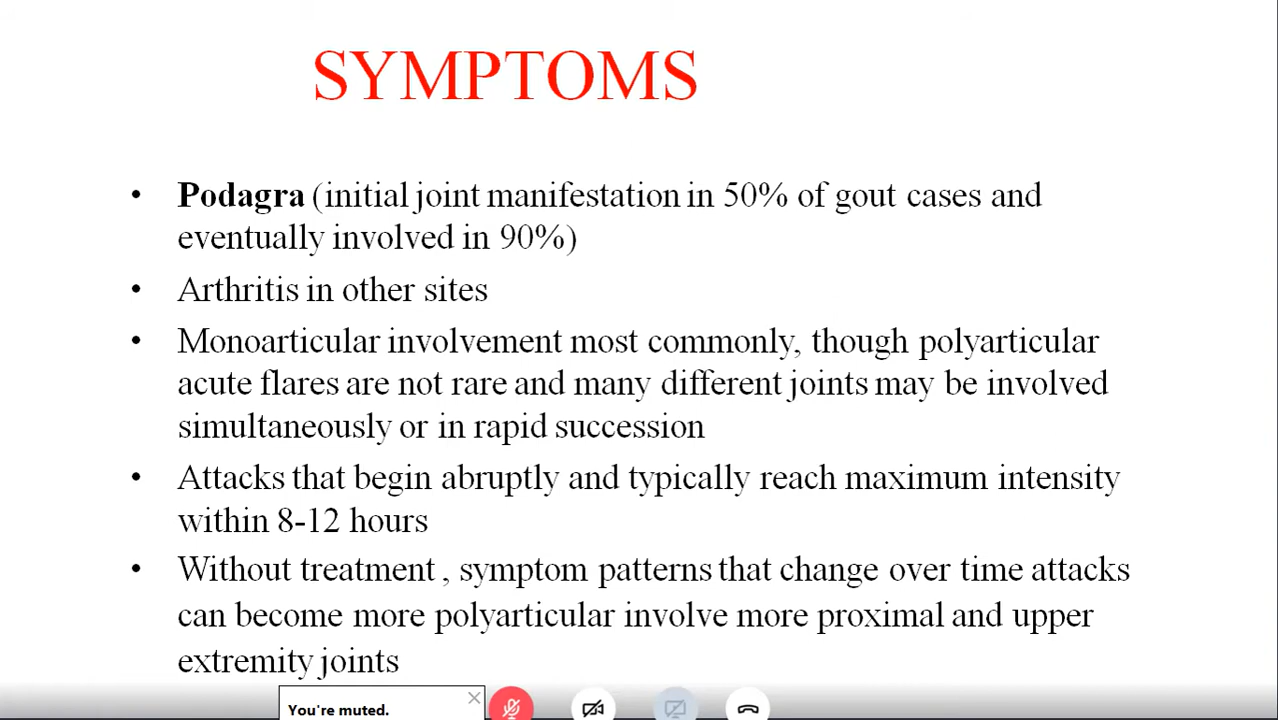 SYMPTOMS
• Podagra (initial joint manifestation in 50% of gout cases and
eventually involved in 90%)
• Arthritis in other sites
• Monoarticular involvement most commonly, though polyarticular
acute flares are not rare and many different joints may be involved
simultaneously or in rapid succession
• Attacks that begin abruptly and typically reach maximum intensity
within 8-12 hours
• Without treatment , symptom patterns that change over time attacks
can become more polyarticular involve more proximal and upper
extremity joints
You're muted.